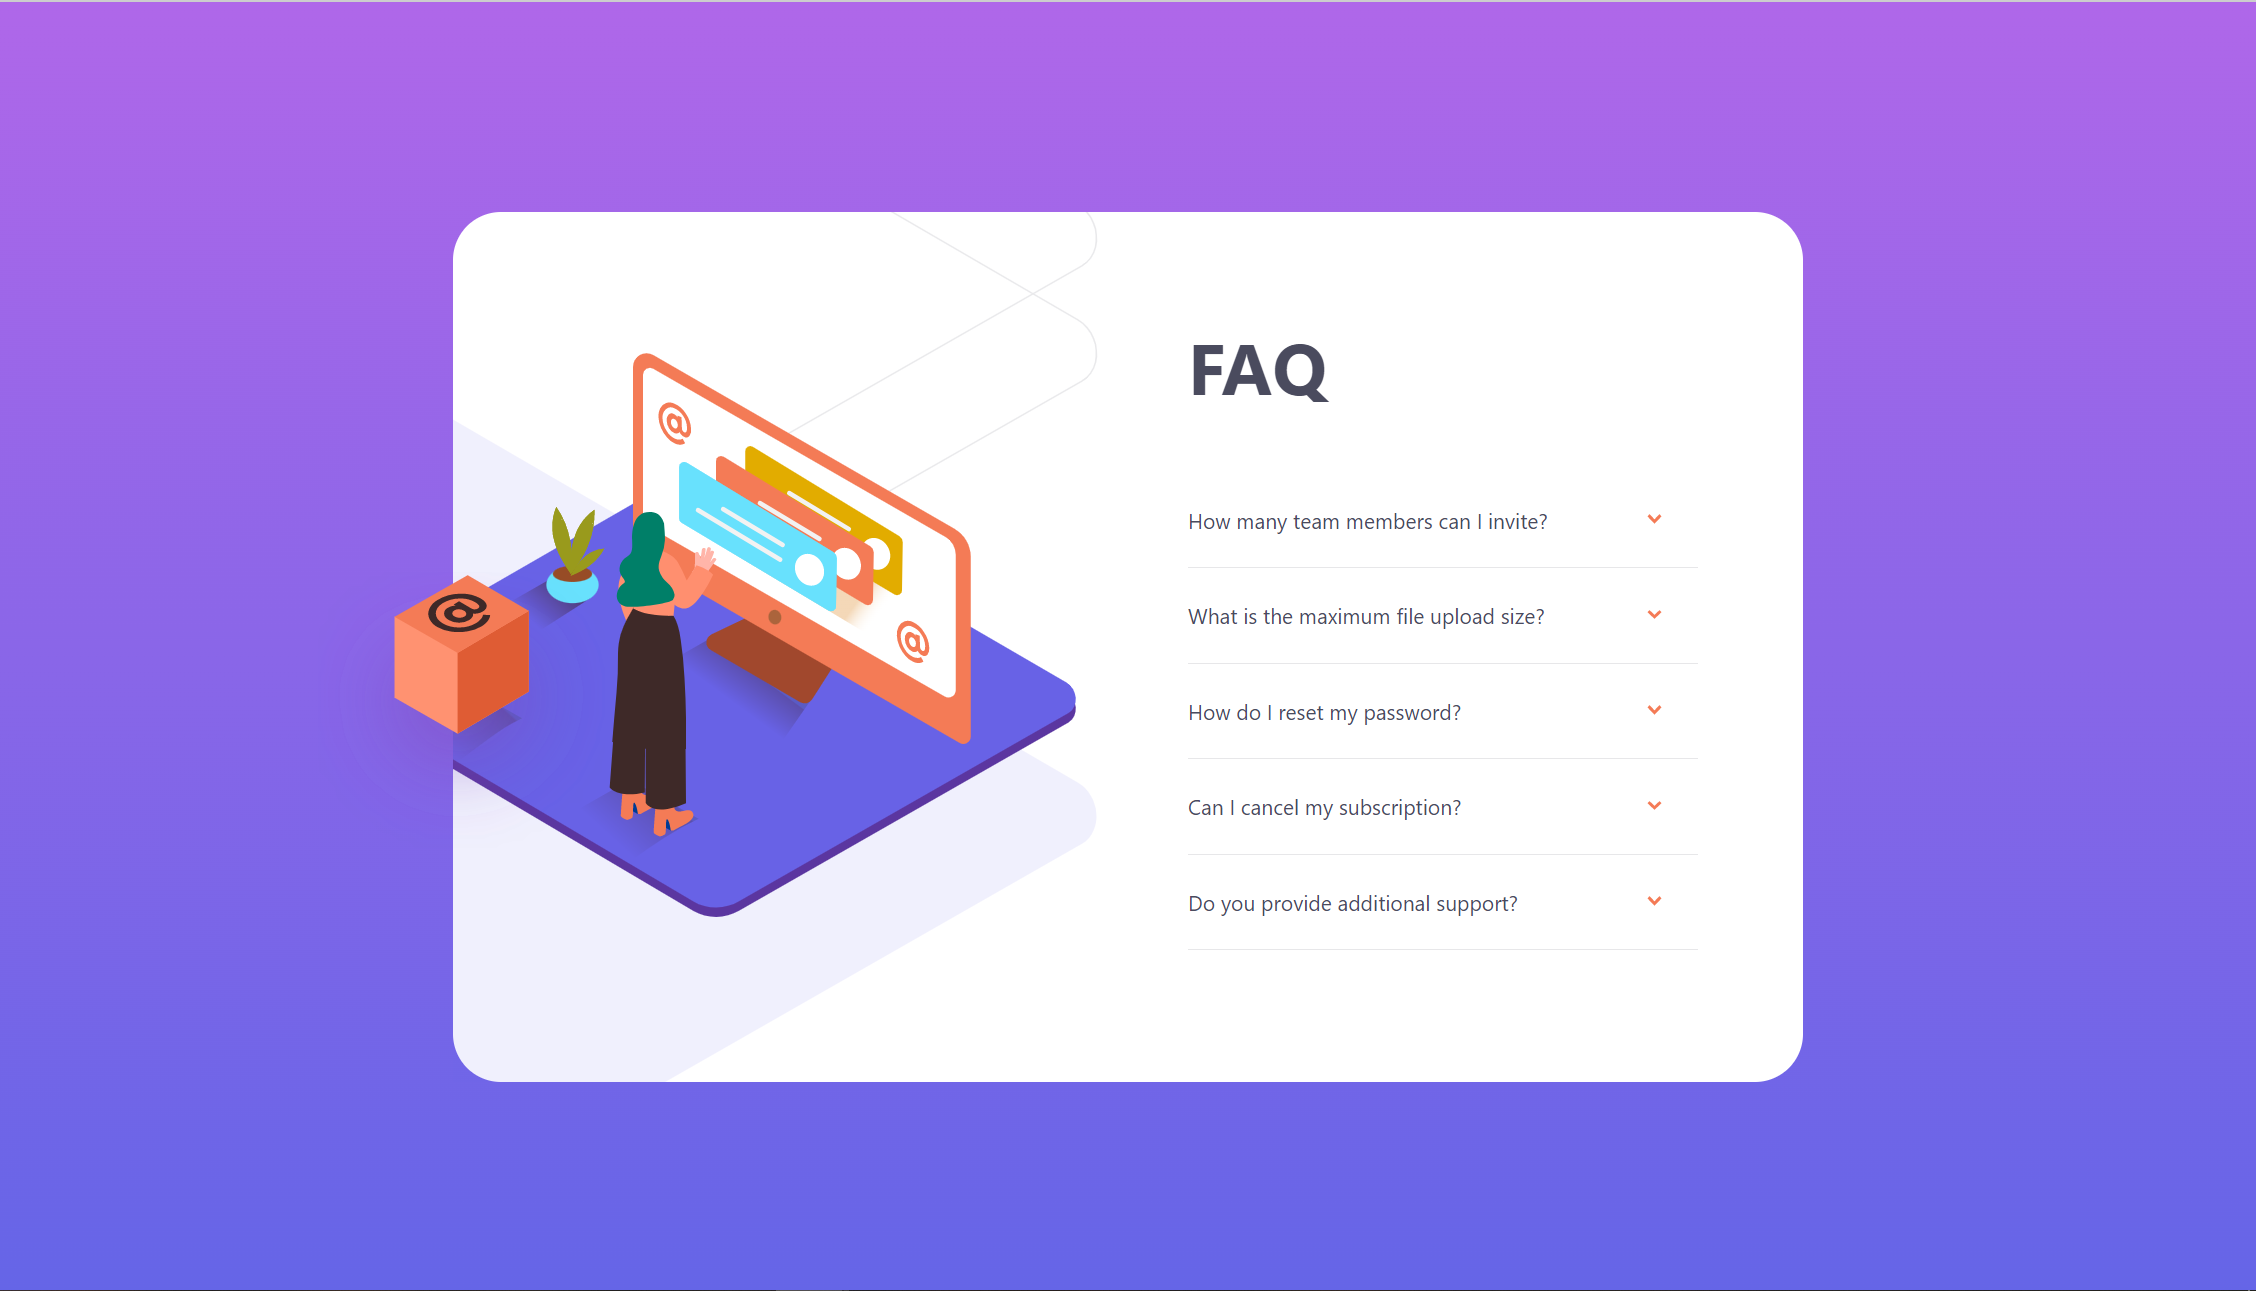 @
@
@
FAQ
How many team members can I invite?
What is the maximum file upload size?
How do I reset my password?
Can I cancel my subscription?
Do you provide additional support?